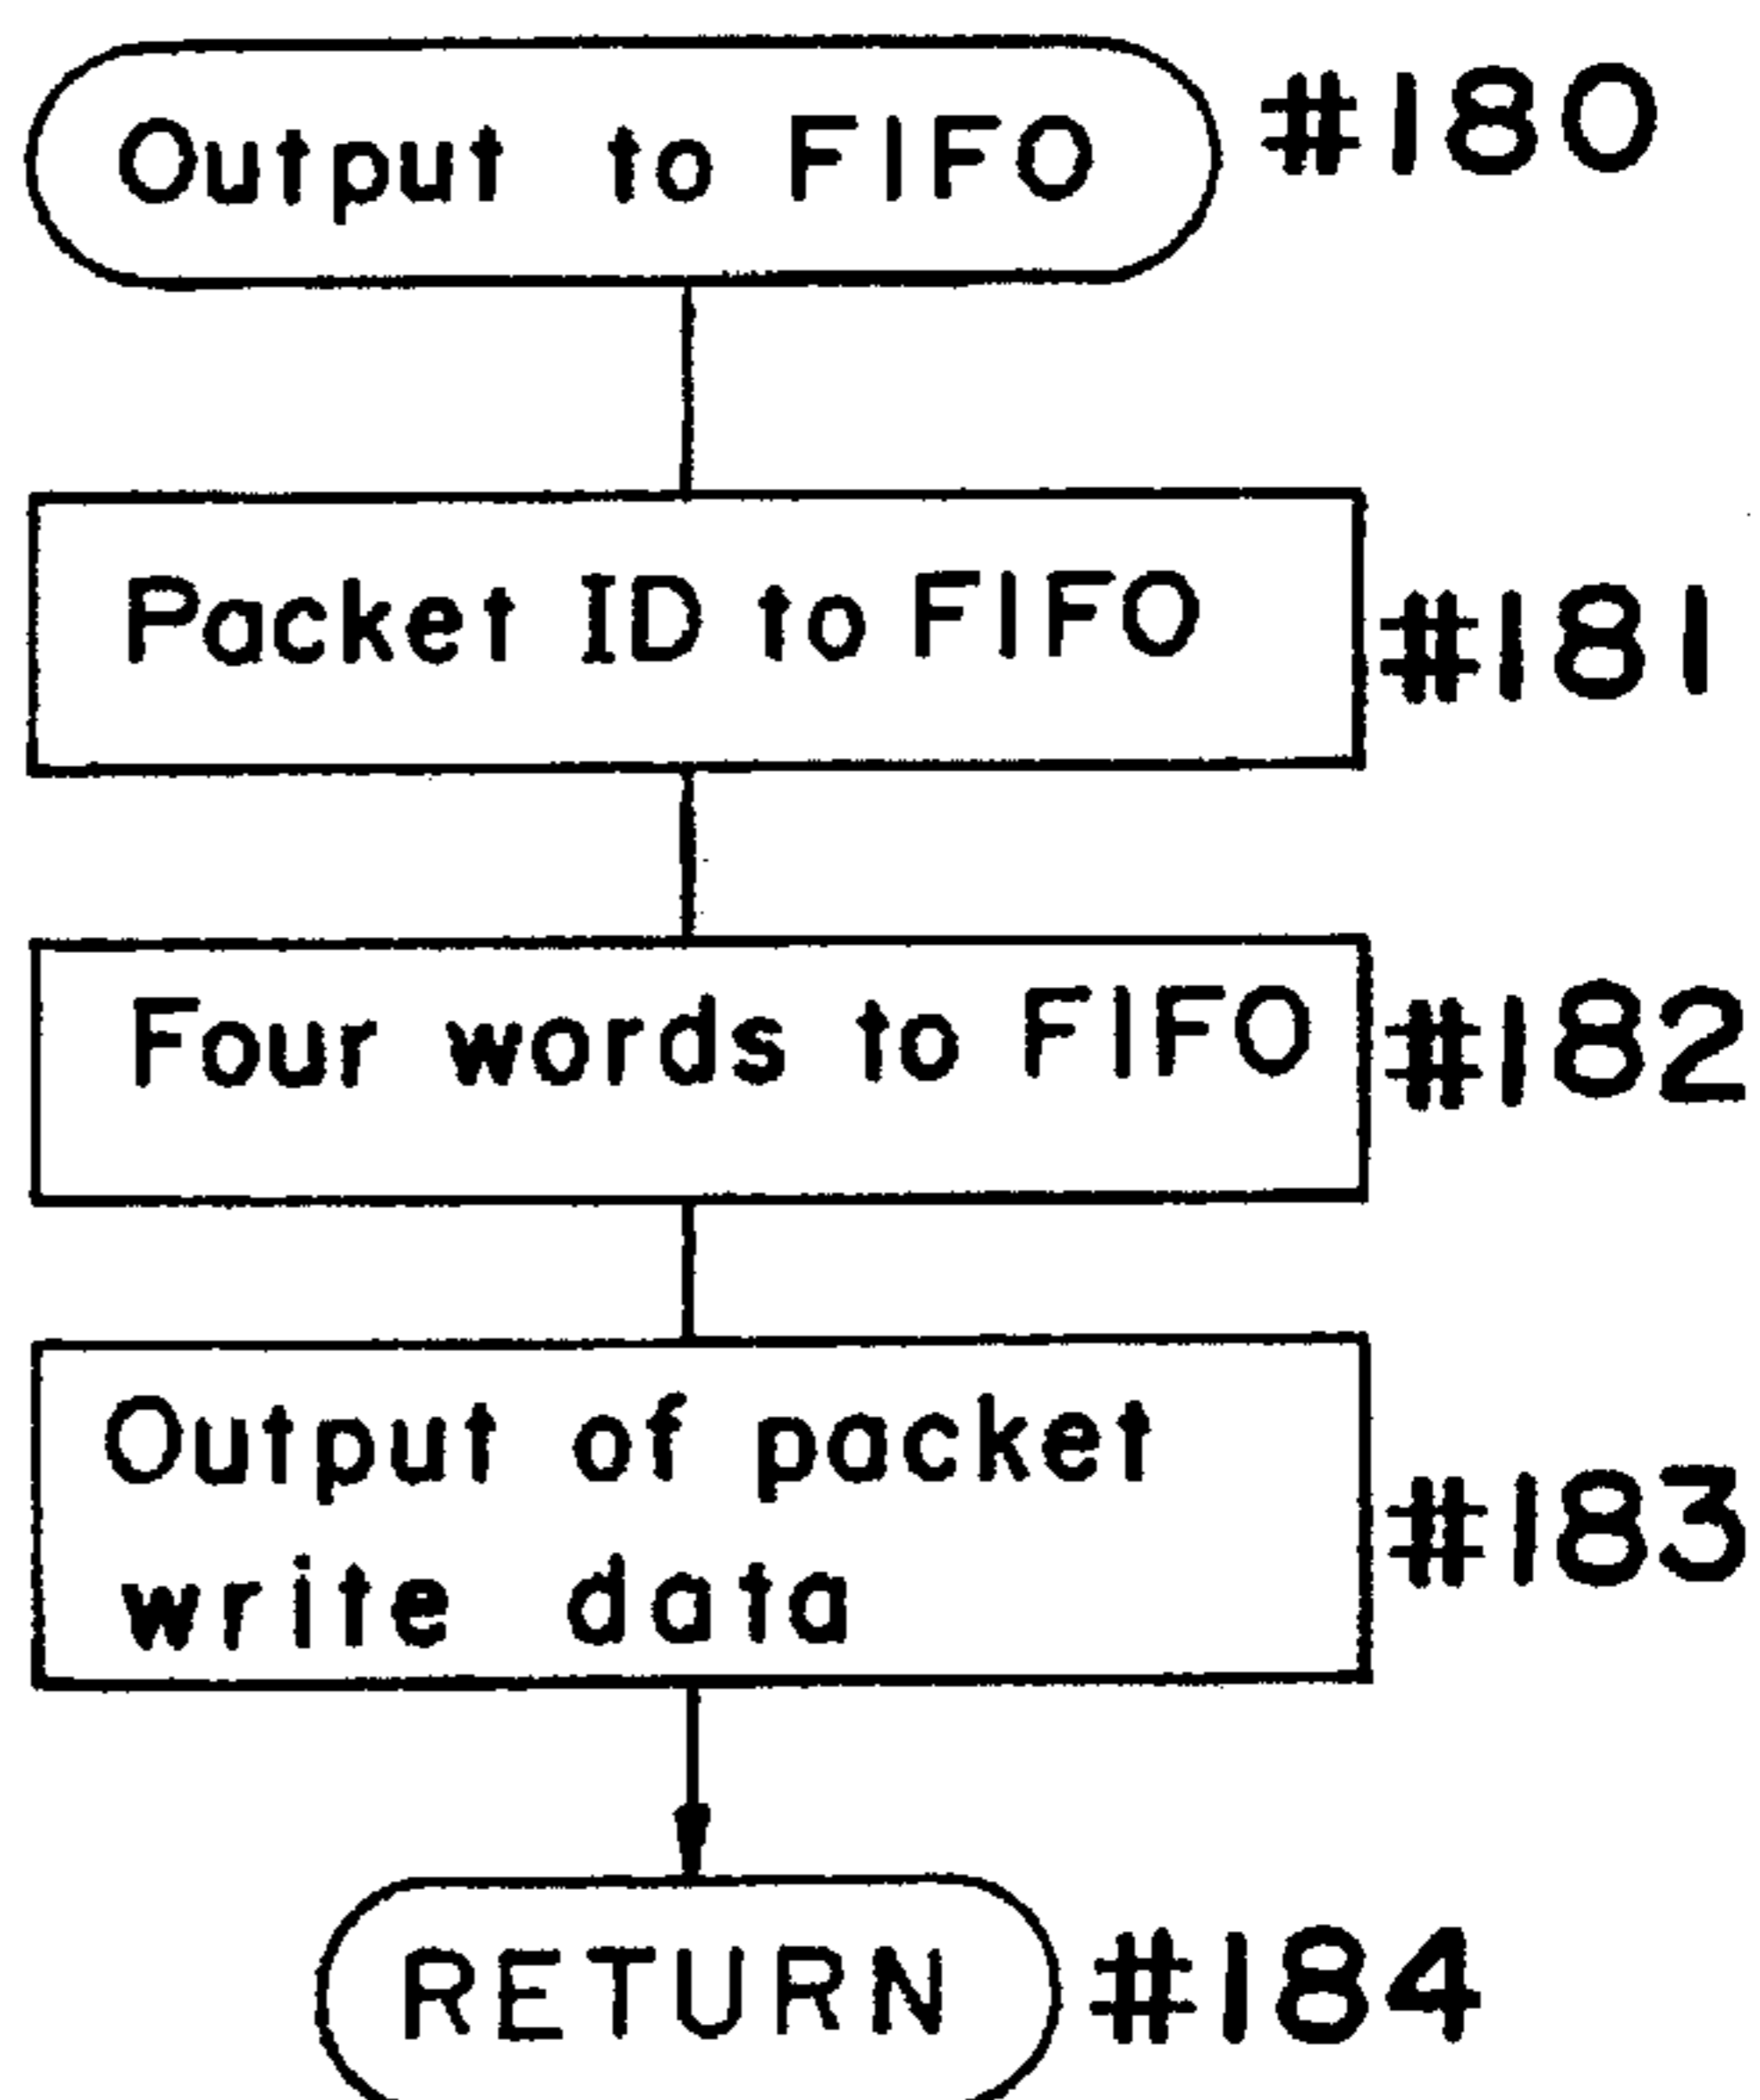 Output to FIFO #180
Packet ID to FIFO #181
Four words to FIFO #182
Output of packet
write data #183
RETURN #184